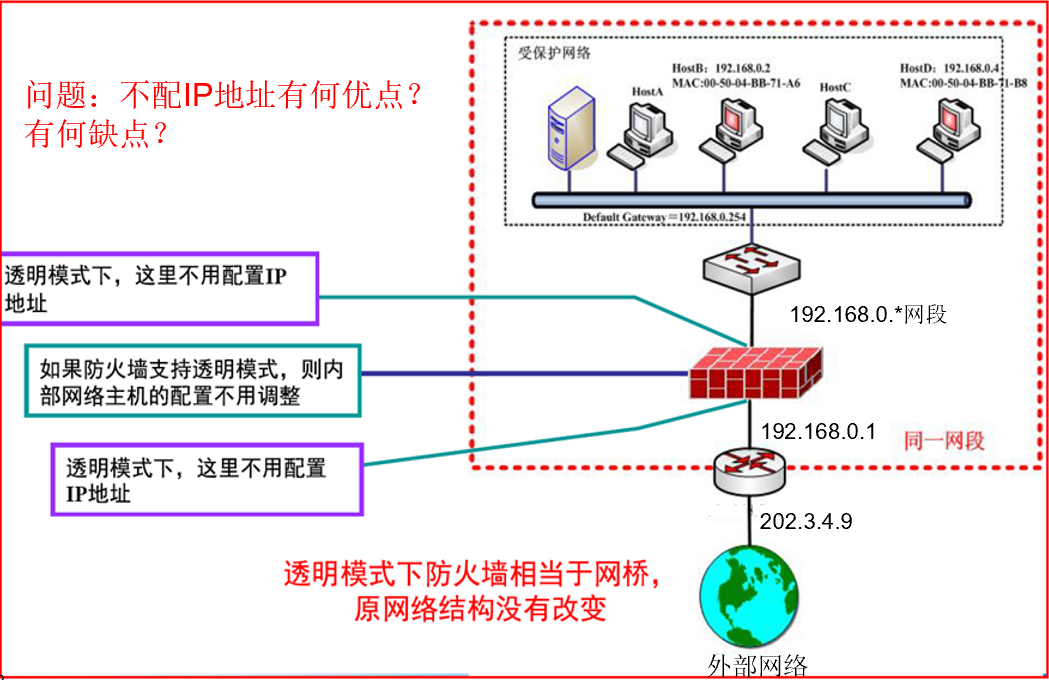 问题：不配IP地址有何优点？
有何缺点？
受保护网络
HostA
HostB：192.168.0.2
MAC:00-50-04-BB-71-A6
HostC
HostD：192.168.0.4
MAC:00-50-04-BB-71-B8
Default Gateway＝192.168.0.254
透明模式下，这里不用配置IP
地址
192.168.0.*网段
如果防火墙支持透明模式，则内
部网络主机的配置不用调整
192.168.0.1
同一网段
透明模式下，这里不用配置
IP地址
202.3.4.9
透明模式下防火墙相当于网桥，
原网络结构没有改变
外部网络